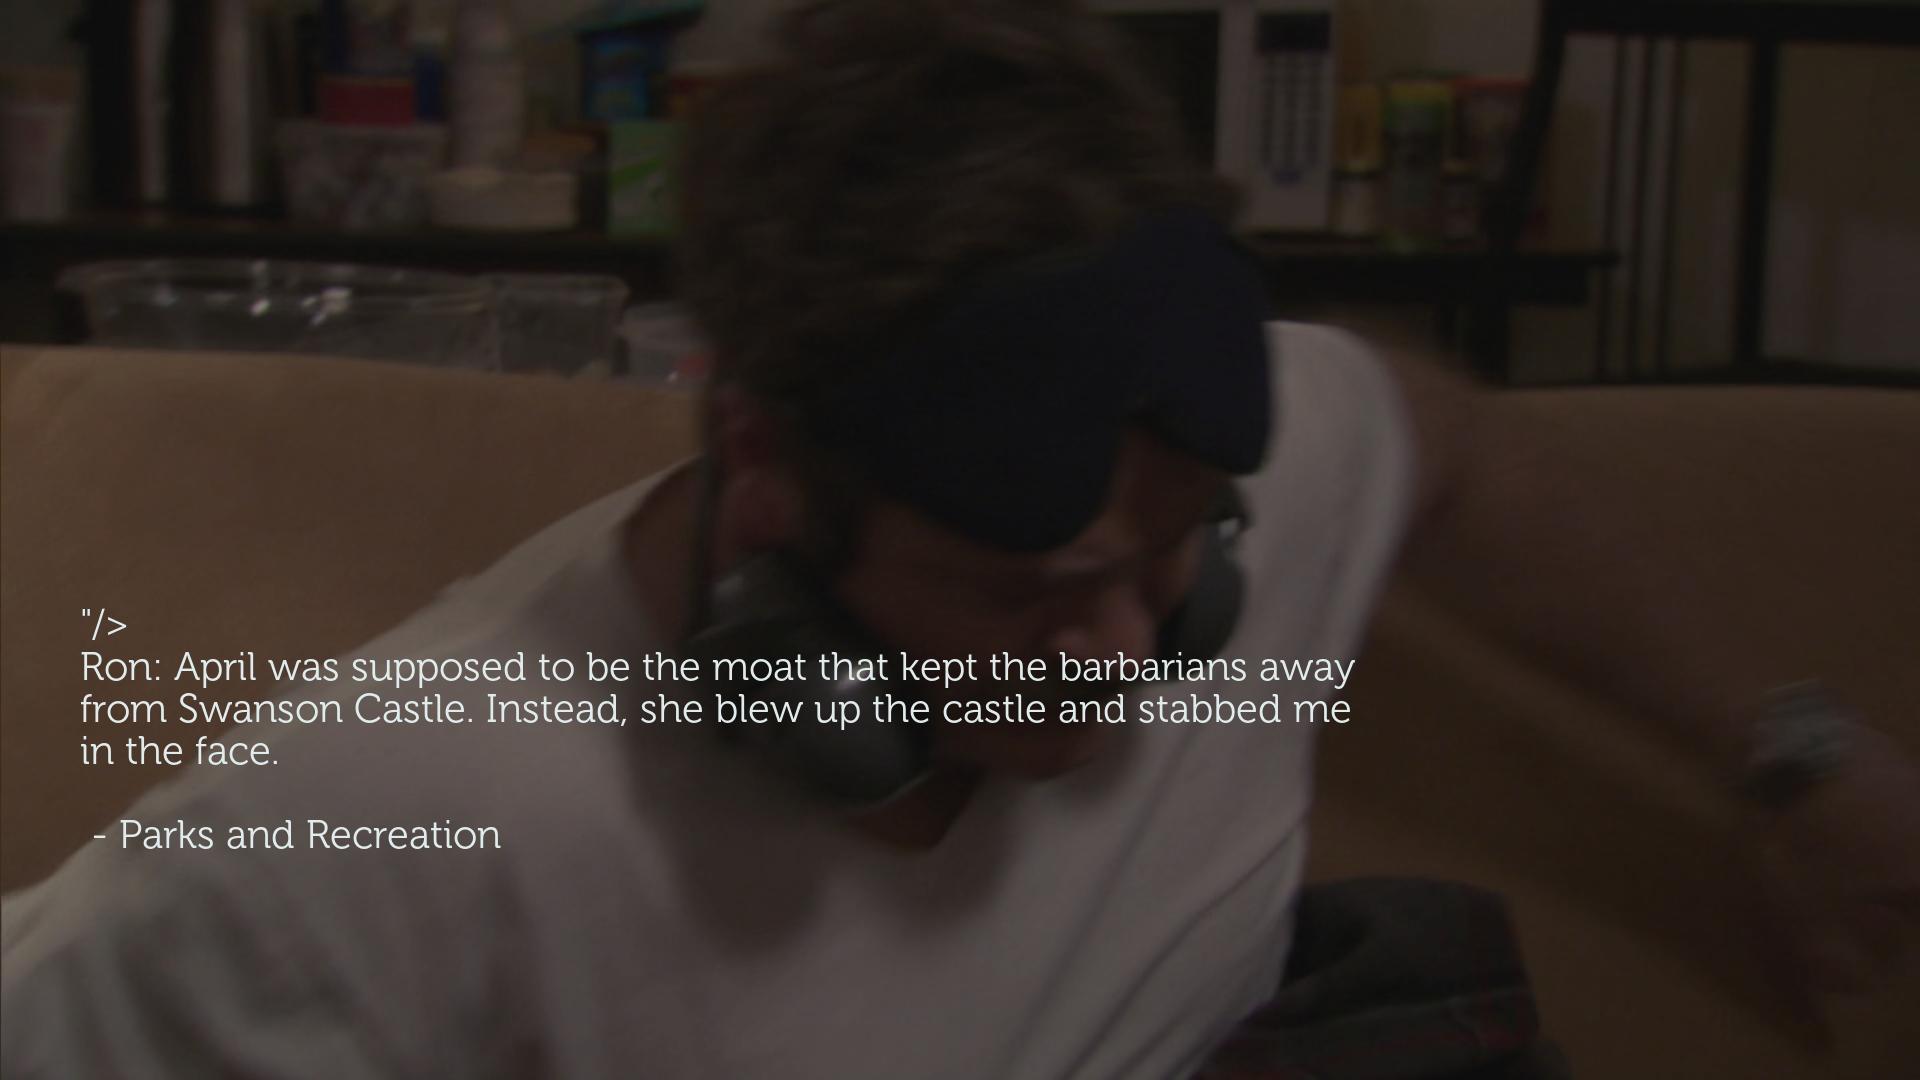 "/>
Ron: April was supposed to be the moat that kept the barbarians away
from Swanson Castle. Instead, she blew up the castle and stabbed me
in the face.
- Parks and Recreation